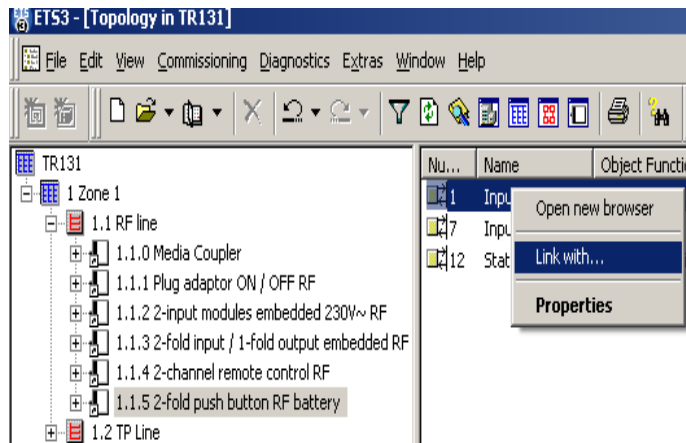 ETS3 - [Topology in TR131]
File Edit View Commissioning Diagnostics Extras Window Help
TR131
1 Zone 1
1.1 RF line
1.1.0 Media Coupler
1.1.1 Plug adaptor ON / OFF RF
1.1.2 2-input modules embedded 230V~ RF
1.1.3 2-fold input / 1-fold output embedded RF
1.1.4 2-channel remote control RF
1.1.5 2-fold push button RF battery
1.2 TP Line
Nu... Name Object Functi
1 Inpu
7 Inpu
12 Stat
Open new browser
Link with...
Properties